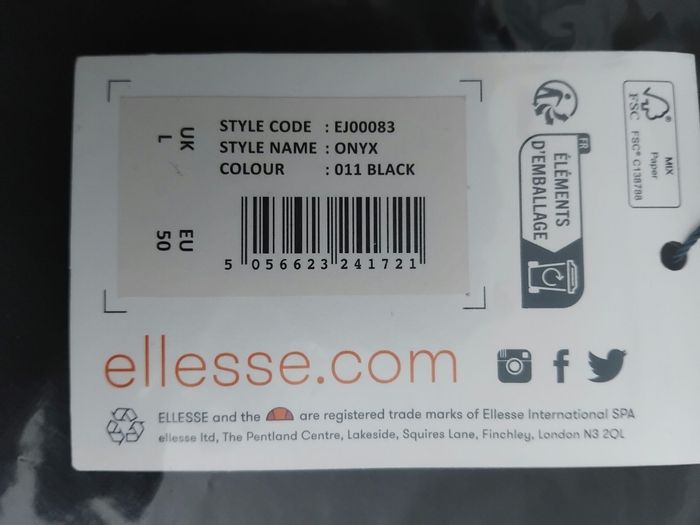 STYLE CODE : EJ00083
STYLE NAME : ONYX
COLOUR : 011 BLACK
UK
L
EU
50
5 056623 241721
FR
ÉLÉMENTS
D'EMBALLAGE
FSC
MIX
Paper
FSC® C138788
ellesse.com
ELLESSE and the are registered trade marks of Ellesse International SPA
ellesse ltd, The Pentland Centre, Lakeside, Squires Lane, Finchley, London N3 2QL